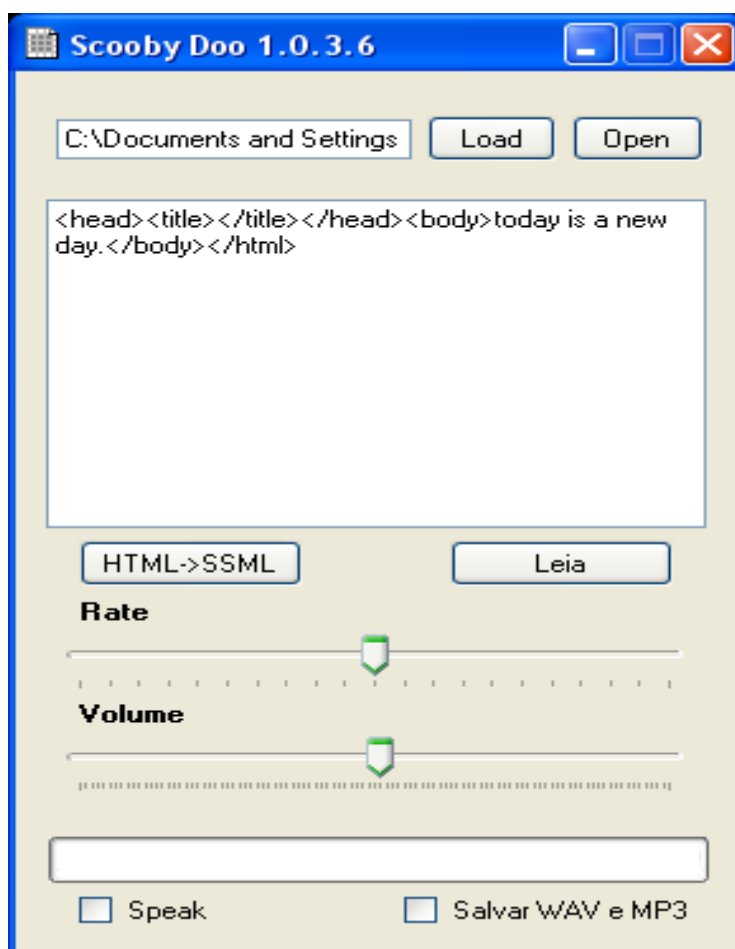 Scooby Doo 1.0.3.6
C:\Documents and Settings Load Open
<head><title></title></head><body>today is a new
day.</body></html>
HTML->SSML Leia
Rate
Volume
Speak Salvar WAV e MP3